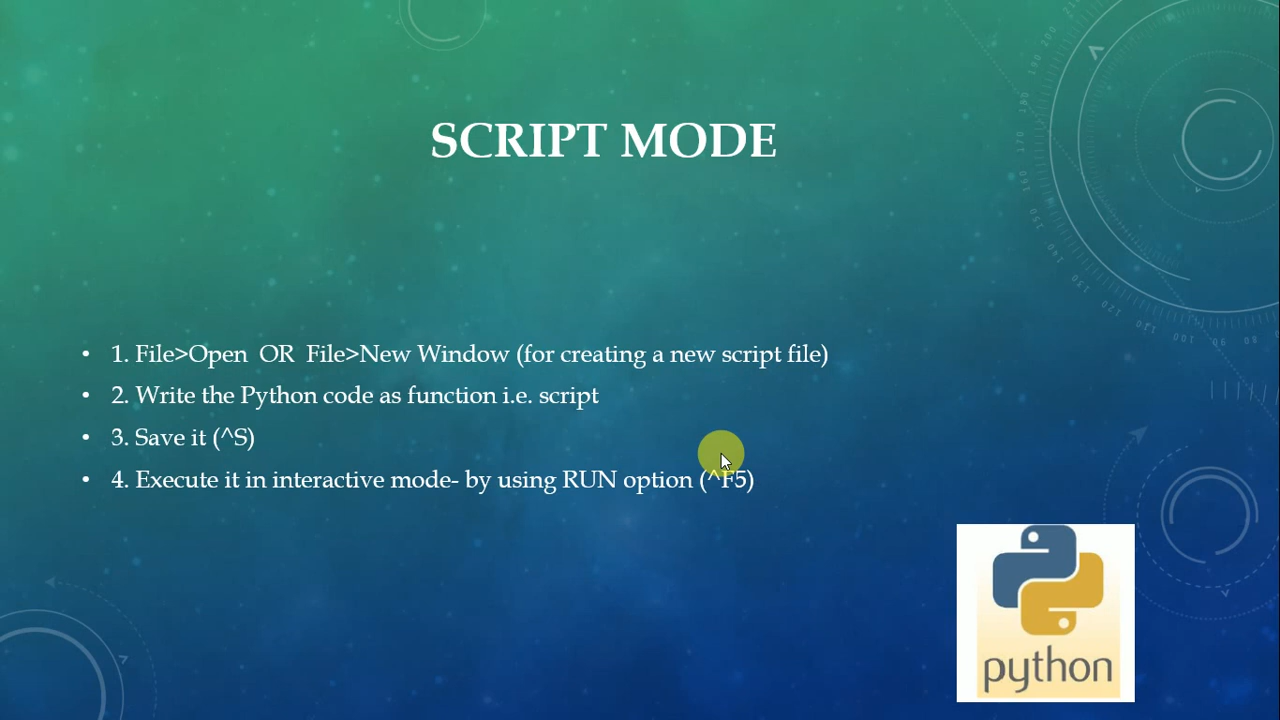 SCRIPT MODE
• 1. File>Open OR File>New Window (for creating a new script file)
• 2. Write the Python code as function i.e. script
• 3. Save it (^S)
• 4. Execute it in interactive mode- by using RUN option (^F5)
python